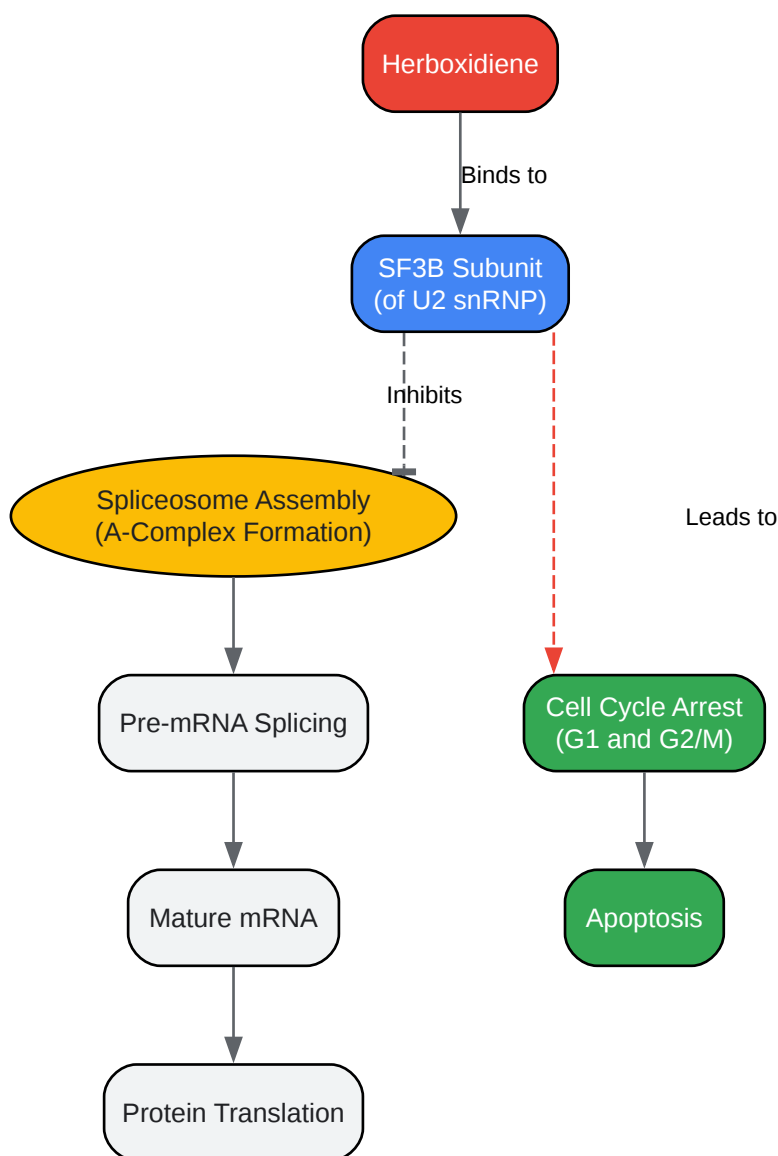 Herboxidiene
Binds to
SF3B Subunit
(of U2 snRNP)
Inhibits
Spliceosome Assembly
(A-Complex Formation)
Leads to
Pre-mRNA Splicing
Cell Cycle Arrest
(G1 and G2/M)
Mature mRNA
Apoptosis
Protein Translation